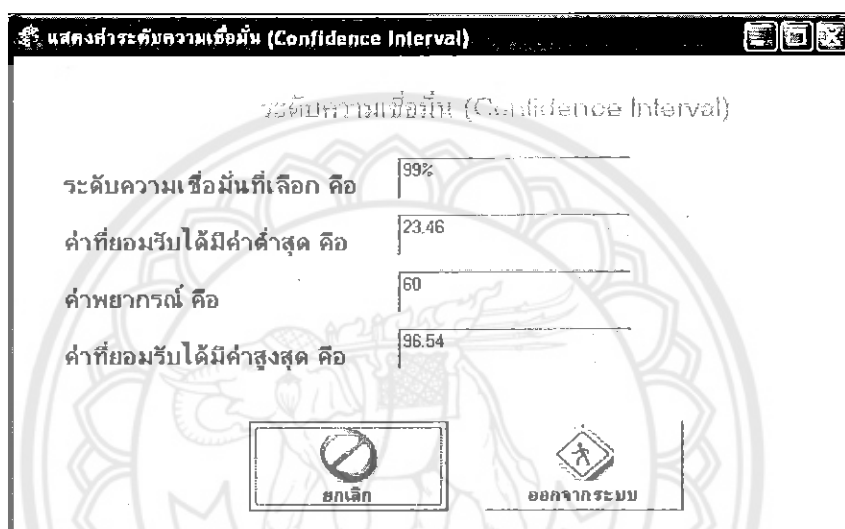 แสดงค่าระดับความเชื่อมั่น (Confidence Interval)
ระดับความเชื่อมั่น (Confidence Interval)
ระดับความเชื่อมั่นที่เลือก คือ 99%
ค่าที่ยอมรับได้มีค่าต่ำสุด คือ 23.46
ค่าพยากรณ์ คือ 60
ค่าที่ยอมรับได้มีค่าสูงสุด คือ 96.54
ยกเลิก ออกจากระบบ